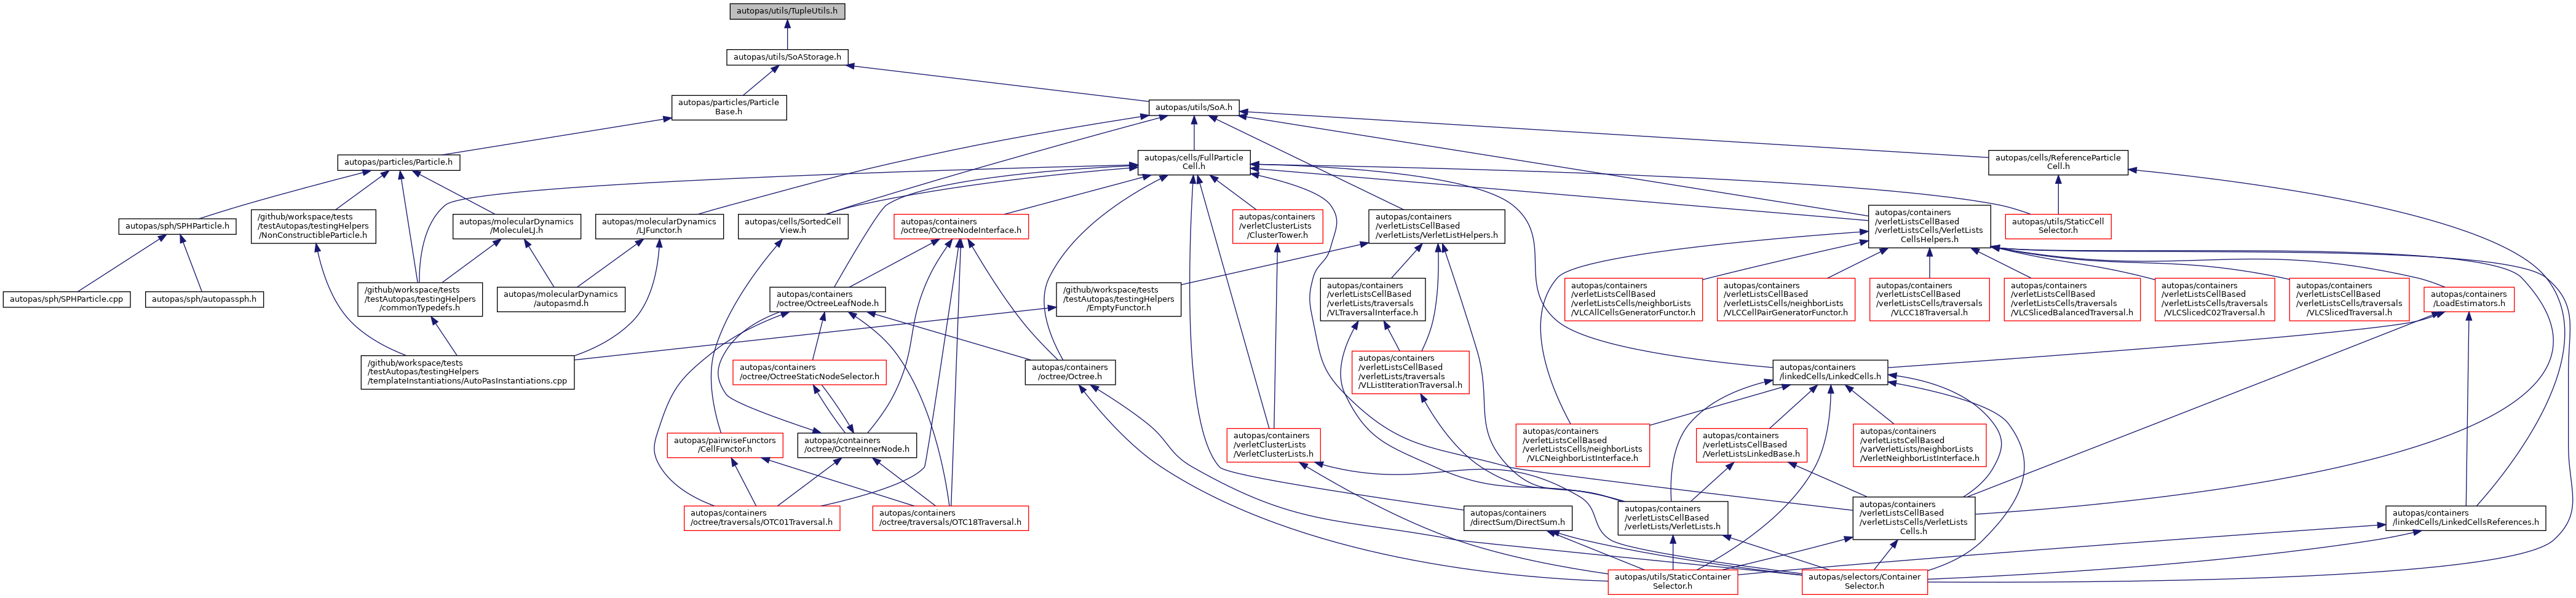 autopas/utils/TupleUtils.h
autopas/utils/SoAStorage.h
autopas/particles/Particle
Base.h
autopas/utils/SoA.h
autopas/particles/Particle.h
autopas/cells/FullParticle
Cell.h
autopas/cells/ReferenceParticle
Cell.h
autopas/sph/SPHParticle.h
/github/workspace/tests
/testAutopas/testingHelpers
/NonConstructibleParticle.h
autopas/molecularDynamics
/MoleculeLJ.h
autopas/molecularDynamics
/LJFunctor.h
autopas/cells/SortedCell
View.h
autopas/containers
/octree/OctreeNodeInterface.h
autopas/containers
/verletClusterLists
/ClusterTower.h
autopas/containers
/verletListsCellBased
/verletLists/VerletListHelpers.h
autopas/containers
/verletListsCellBased
/verletListsCells/VerletLists
CellsHelpers.h
autopas/utils/StaticCell
Selector.h
autopas/sph/SPHParticle.cpp
autopas/sph/autopassph.h
/github/workspace/tests
/testAutopas/testingHelpers
/commonTypedefs.h
autopas/molecularDynamics
/autopasmd.h
autopas/containers
/octree/OctreeLeafNode.h
/github/workspace/tests
/testAutopas/testingHelpers
/EmptyFunctor.h
autopas/containers
/verletListsCellBased
/verletLists/traversals
/VLTraversalInterface.h
autopas/containers
/verletListsCellBased
/verletListsCells/neighborLists
/VLCAllCellsGeneratorFunctor.h
autopas/containers
/verletListsCellBased
/verletListsCells/neighborLists
/VLCCellPairGeneratorFunctor.h
autopas/containers
/verletListsCellBased
/verletListsCells/traversals
/VLCC18Traversal.h
autopas/containers
/verletListsCellBased
/verletListsCells/traversals
/VLCSlicedBalancedTraversal.h
autopas/containers
/verletListsCellBased
/verletListsCells/traversals
/VLCSlicedC02Traversal.h
autopas/containers
/verletListsCellBased
/verletListsCells/traversals
/VLCSlicedTraversal.h
autopas/containers
/LoadEstimators.h
/github/workspace/tests
/testAutopas/testingHelpers
/templateInstantiations/AutoPasInstantiations.cpp
autopas/containers
/octree/OctreeStaticNodeSelector.h
autopas/containers
/octree/Octree.h
autopas/containers
/verletListsCellBased
/verletLists/traversals
/VLListIterationTraversal.h
autopas/containers
/linkedCells/LinkedCells.h
autopas/pairwiseFunctors
/CellFunctor.h
autopas/containers
/octree/OctreeInnerNode.h
autopas/containers
/verletClusterLists
/VerletClusterLists.h
autopas/containers
/verletListsCellBased
/verletListsCells/neighborLists
/VLCNeighborListInterface.h
autopas/containers
/verletListsCellBased
/VerletListsLinkedBase.h
autopas/containers
/verletListsCellBased
/varVerletLists/neighborLists
/VerletNeighborListInterface.h
autopas/containers
/octree/traversals/OTC01Traversal.h
autopas/containers
/octree/traversals/OTC18Traversal.h
autopas/containers
/directSum/DirectSum.h
autopas/containers
/verletListsCellBased
/verletLists/VerletLists.h
autopas/containers
/verletListsCellBased
/verletListsCells/VerletLists
Cells.h
autopas/containers
/linkedCells/LinkedCellsReferences.h
autopas/utils/StaticContainer
Selector.h
autopas/selectors/Container
Selector.h